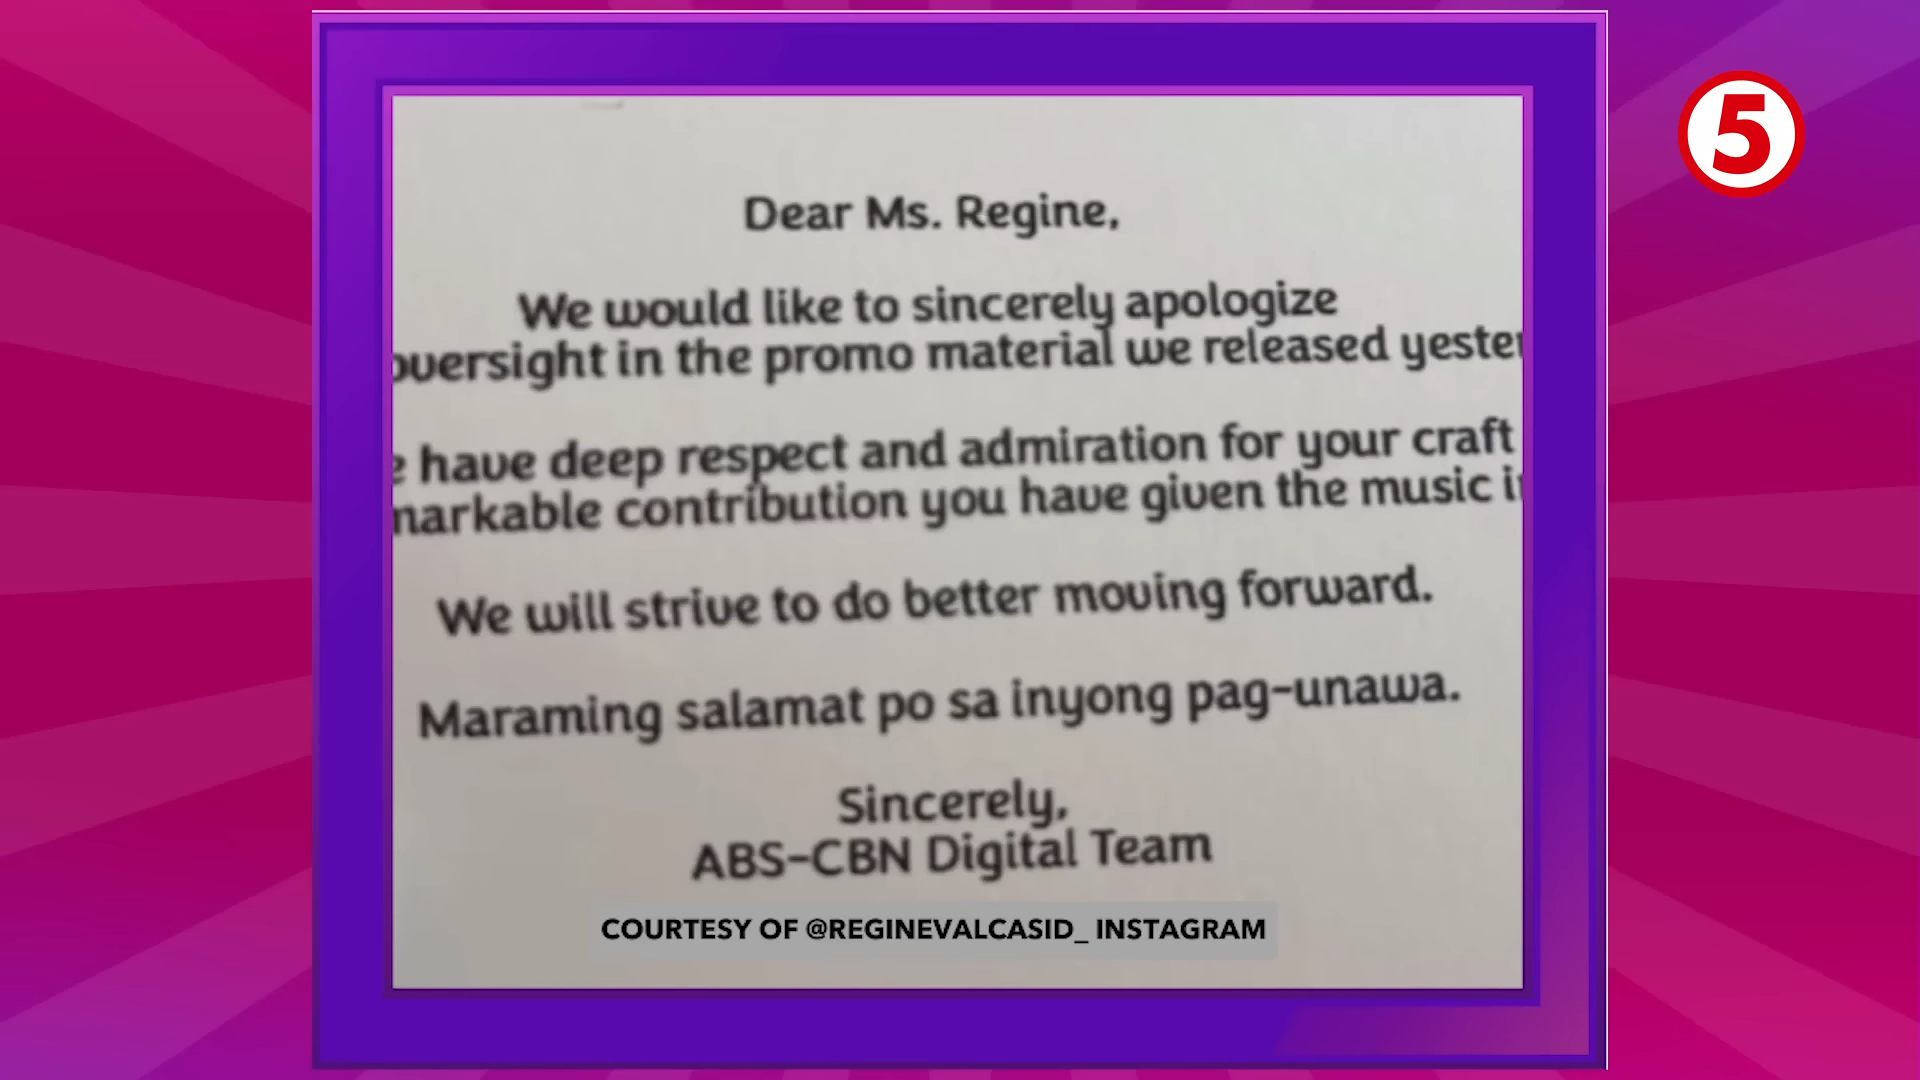 5
Dear Ms. Regine,
We would like to sincerely apologize
oversight in the promo material we released
have deep respect and admiration for your craft
contribution you have given the music
We will strive to do better moving forward.
Maraming salamat po sa inyong pag-unawa.
Sincerely,
ABS-CBN Digital Team
COURTESY OF @REGINEVALCASID_ INSTAGRAM